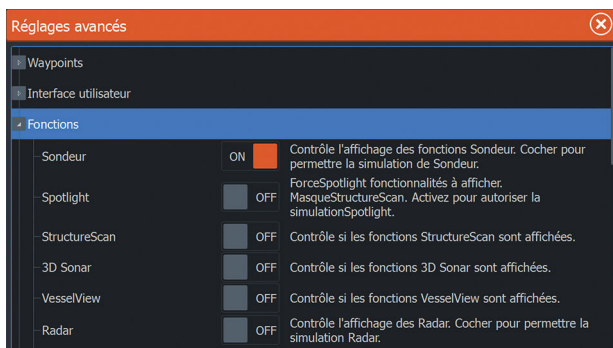 Réglages avancés
Waypoints
Interface utilisateur
Fonctions
Sondeur ON Contrôle l'affichage des fonctions Sondeur. Cocher pour
permettre la simulation de Sondeur.
Spotlight OFF ForceSpotlight fonctionnalités à afficher.
MasqueStructureScan. Activez pour autoriser la
simulationSpotlight.
StructureScan OFF Contrôle si les fonctions StructureScan sont affichées.
3D Sonar OFF Contrôle si les fonctions 3D Sonar sont affichées.
VesselView OFF Contrôle si les fonctions VesselView sont affichées.
Radar OFF Contrôle l'affichage des Radar. Cocher pour permettre la
simulation Radar.